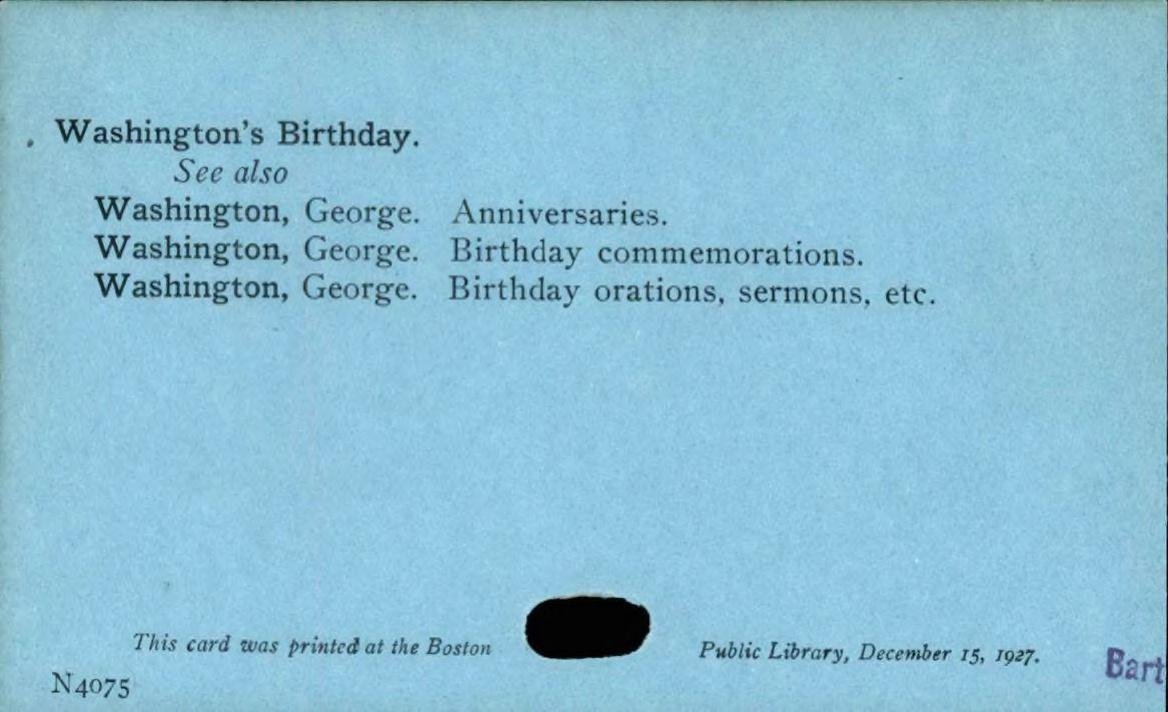 Washington's Birthday.
See also
Washington, George. Anniversaries.
Washington, George. Birthday commemorations.
Washington, George. Birthday orations, sermons, etc.
This card was printed at the Boston Public Library, December 15, 1927.
N4075
Bart